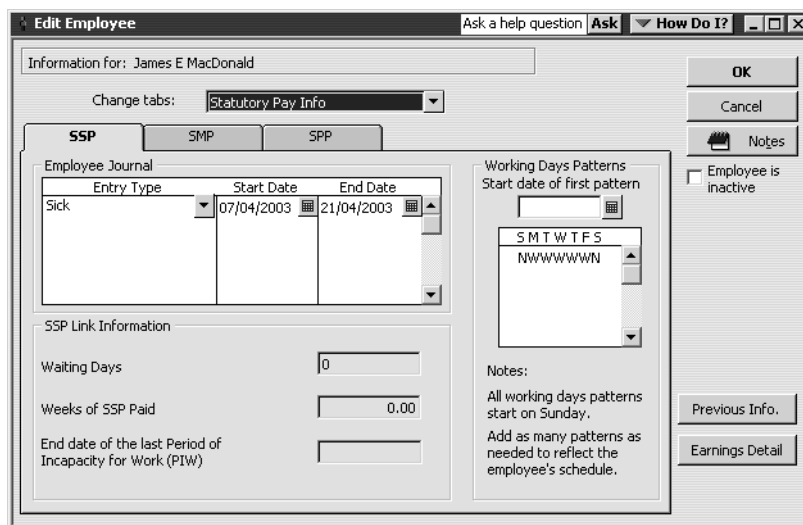 Edit Employee
Ask a help question Ask How Do I?
Information for: James E MacDonald
Change tabs: Statutory Pay Info
SSP SMP SPP
Employee Journal
Entry Type Start Date End Date
Sick 07/04/2003 21/04/2003
SSP Link Information
Waiting Days 0
Weeks of SSP Paid 0.00
End date of the last Period of
Incapacity for Work (PIW)
Working Days Patterns
Start date of first pattern
S M T W T F S
NWWWWWN
Notes:
All working days patterns
start on Sunday.
Add as many patterns as
needed to reflect the
employee's schedule.
OK
Cancel
Notes
Employee is
inactive
Previous Info.
Earnings Detail